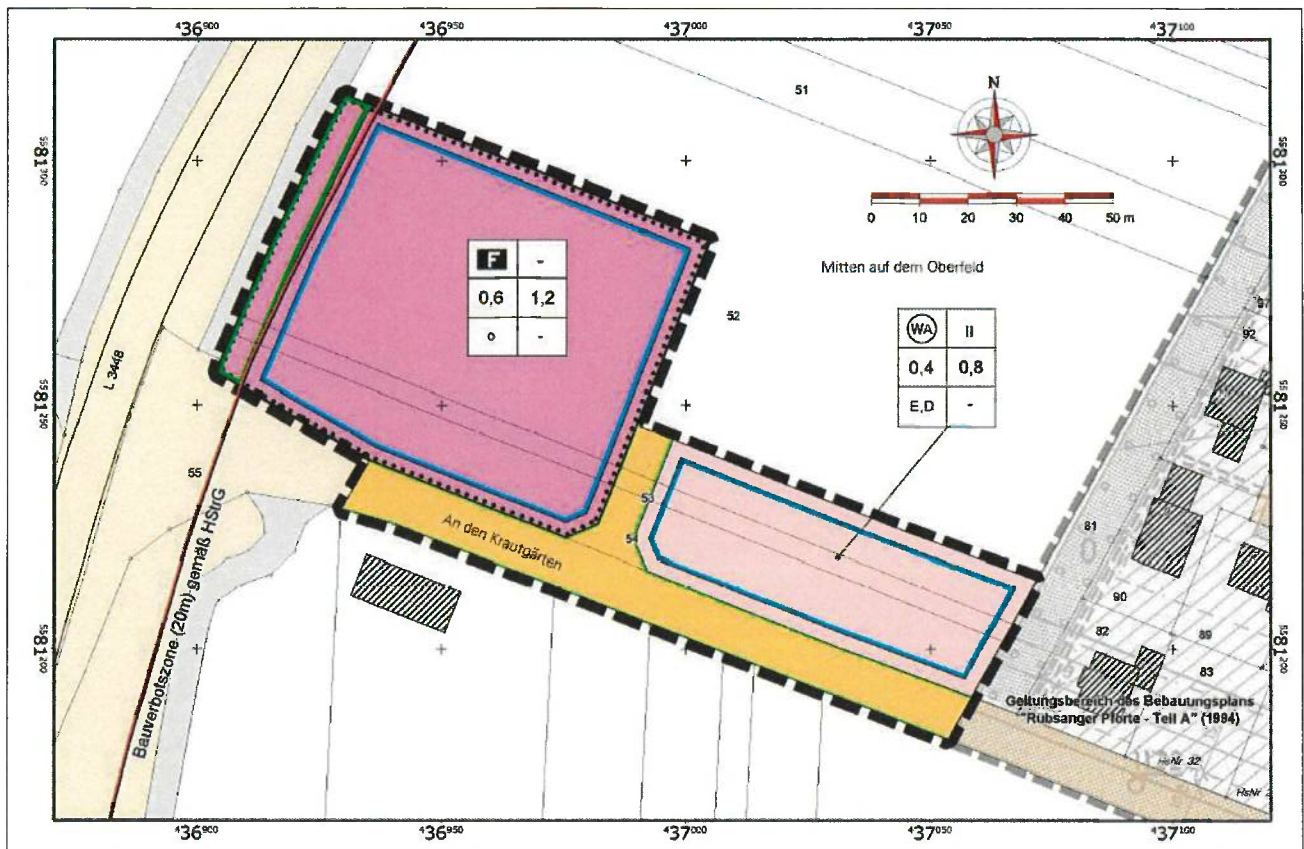 436900
436950
437000
437050
437100
5581300
5581300
N
0 10 20 30 40 50 m
51
Mitten auf dem Oberfeld
52
F -
0,6 1,2
o -
WA II
0,4 0,8
E,D -
L 3448
92
5581250
5581250
55
53
54
An den Krautgärten
Bauverbotszone (20m) gemäß HStrG
81
90
82
89
83
5581200
5581200
Geltungsbereich des Bebauungsplans
"Rubsanger Pforte - Teil A" (1994)
HsNr 32
HsNr
436900
436950
437000
437050
437100